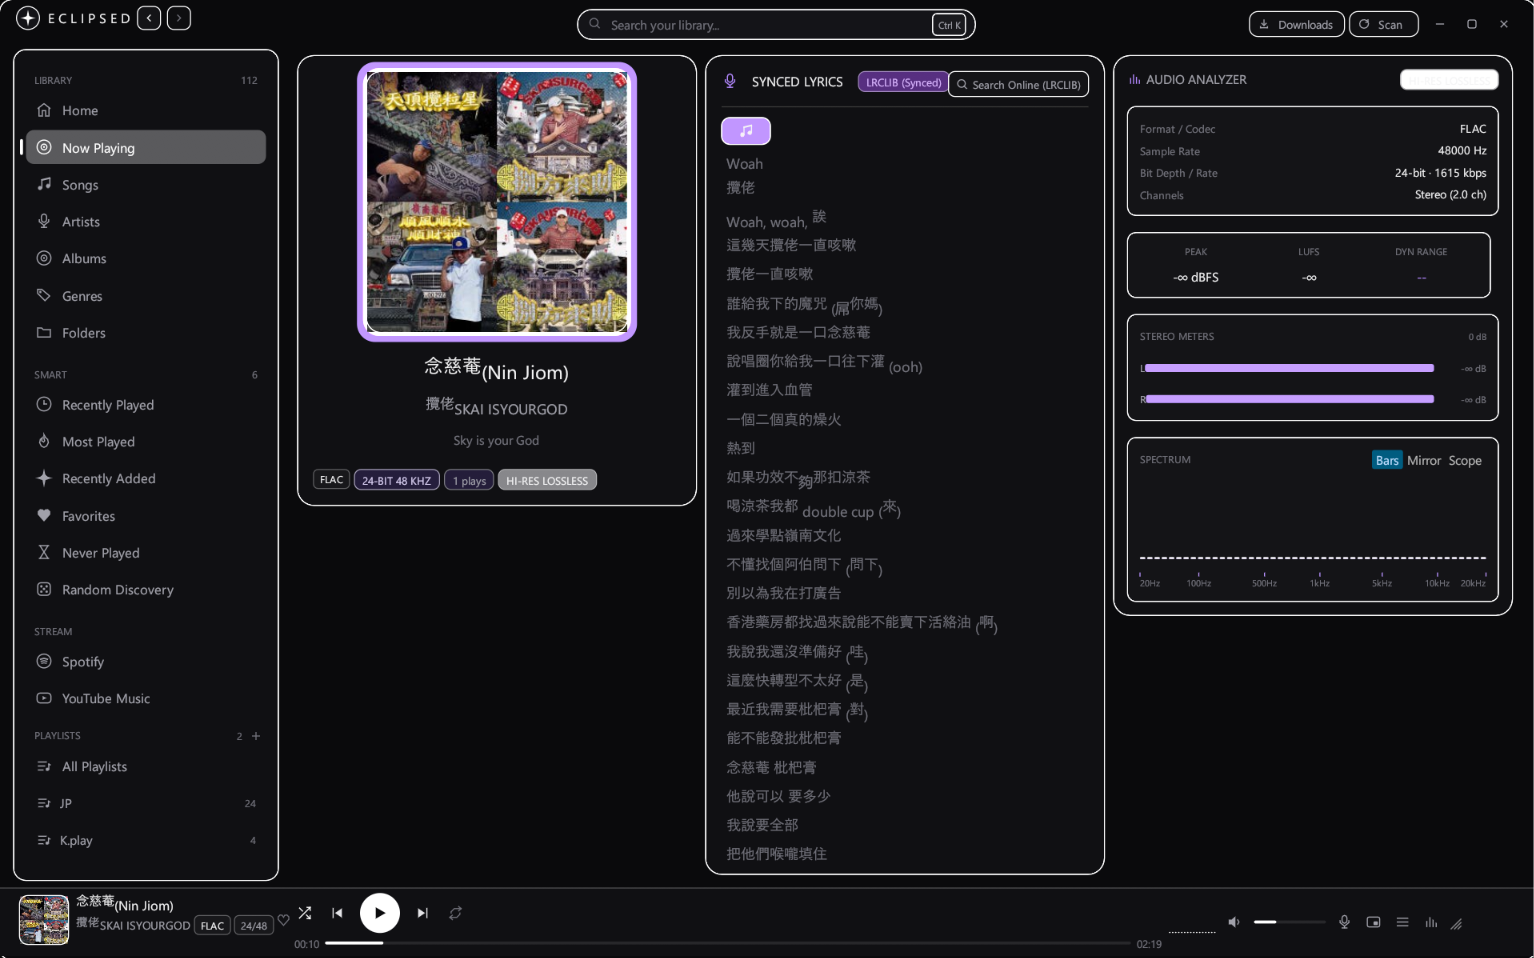 ECLIPSED
Search your library...
Ctrl K
Downloads
Scan
LIBRARY 112
Home
Now Playing
Songs
Artists
Albums
Genres
Folders
SMART 6
Recently Played
Most Played
Recently Added
Favorites
Never Played
Random Discovery
STREAM
Spotify
YouTube Music
PLAYLISTS 2 +
All Playlists
JP 24
K.play 4
天頂攪粒星
SKAISYOURGOD
順風順水
順財神
念慈菴(Nin Jiom)
攬佬SKAI ISYOURGOD
Sky is your God
FLAC 24-BIT 48 KHZ 1 plays HI-RES LOSSLESS
SYNCED LYRICS LRCLIB (Synced) Search Online (LRCLIB)
Woah
攬佬
Woah, woah, 誒
這幾天攬佬一直咳嗽
攬佬一直咳嗽
誰給我下的魔咒 (屌你媽)
我反手就是一口念慈菴
說唱圈你給我一口往下灌 (ooh)
灌到進入血管
一個二個真的燥火
熱到
如果功效不夠那扣涼茶
喝涼茶我都 double cup (來)
過來學點嶺南文化
不懂找個阿伯問下 (問下)
別以為我在打廣告
香港藥房都找過來說能不能賣下活絡油 (啊)
我說我還沒準備好 (哇)
這麼快轉型不太好 (是)
最近我需要枇杷膏 (對)
能不能發批枇杷膏
念慈菴 枇杷膏
他說可以 要多少
我說要全部
把他們喉嚨填住
AUDIO ANALYZER HI-RES LOSSLESS
Format / Codec FLAC
Sample Rate 48000 Hz
Bit Depth / Rate 24-bit · 1615 kbps
Channels Stereo (2.0 ch)
PEAK LUFS DYN RANGE
-∞ dBFS -∞ --
STEREO METERS 0 dB
L -∞ dB
R -∞ dB
SPECTRUM Bars Mirror Scope
20Hz 100Hz 500Hz 1kHz 5kHz 10kHz 20kHz
念慈菴(Nin Jiom)
攬佬SKAI ISYOURGOD FLAC 24/48
00:10 02:19